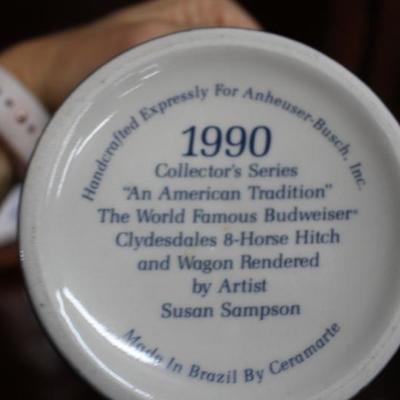 Handcrafted Expressly For Anheuser-Busch, Inc.
1990
Collector's Series
"An American Tradition"
The World Famous Budweiser®
Clydesdales 8-Horse Hitch
and Wagon Rendered
by Artist
Susan Sampson
Made In Brazil By Ceramarte